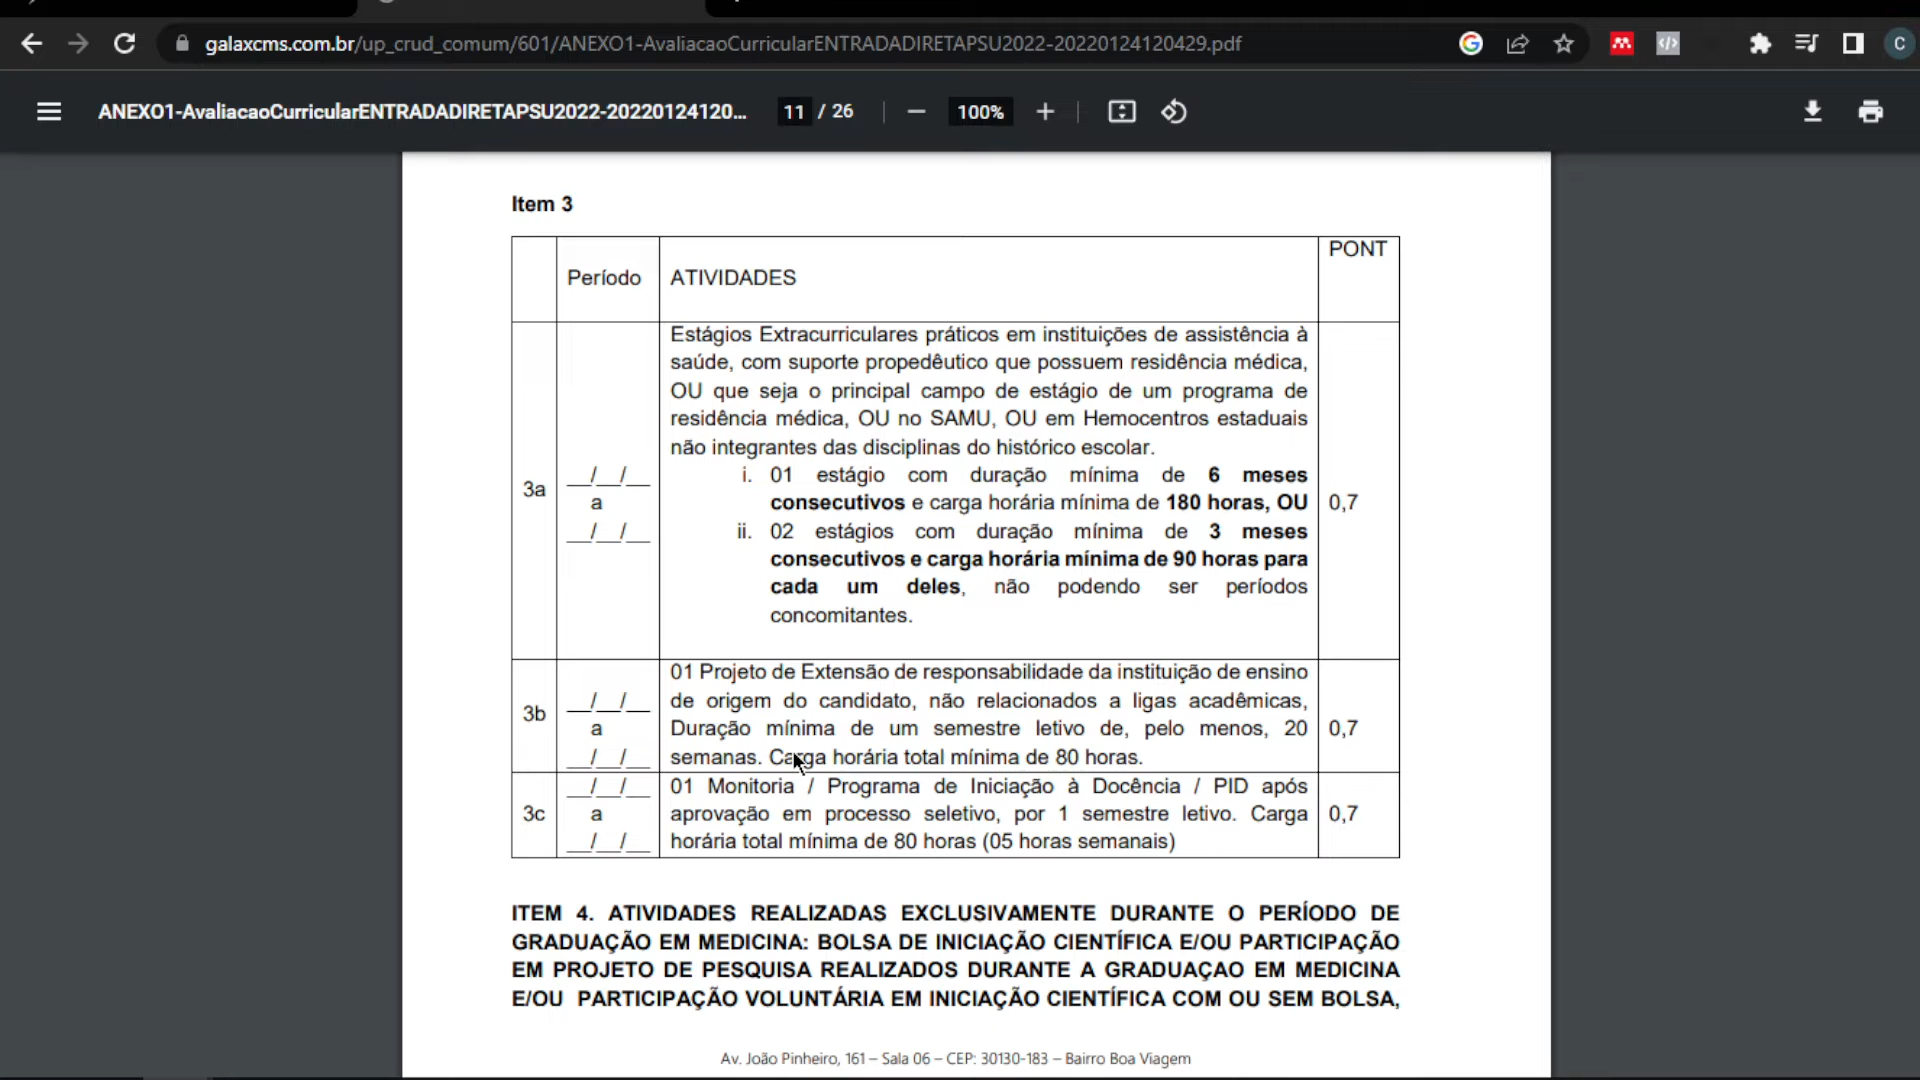 galaxcms.com.br/up_crud_comum/601/ANEXO1-AvaliacaoCurricularENTRADADIRETAPSU2022-20220124120429.pdf
C
ANEXO1-AvaliacaoCurricularENTRADADIRETAPSU2022-202201241 20...
11 / 26
100%
Item 3
Período
ATIVIDADES
PONT
3a
__/__/__
a
__/__/__
Estágios Extracurriculares práticos em instituições de assistência à
saúde, com suporte propedêutico que possuem residência médica,
OU que seja o principal campo de estágio de um programa de
residência médica, OU no SAMU, OU em Hemocentros estaduais
não integrantes das disciplinas do histórico escolar.
i. 01 estágio com duração mínima de 6 meses
consecutivos e carga horária mínima de 180 horas, OU
ii. 02 estágios com duração mínima de 3 meses
consecutivos e carga horária mínima de 90 horas para
cada um deles, não podendo ser períodos
concomitantes.
0,7
3b
__/__/__
a
__/__/__
01 Projeto de Extensão de responsabilidade da instituição de ensino
de origem do candidato, não relacionados a ligas acadêmicas,
Duração mínima de um semestre letivo de, pelo menos, 20
semanas. Carga horária total mínima de 80 horas.
0,7
3c
__/__/__
a
__/__/__
01 Monitoria / Programa de Iniciação à Docência / PID após
aprovação em processo seletivo, por 1 semestre letivo. Carga
horária total mínima de 80 horas (05 horas semanais)
0,7
ITEM 4. ATIVIDADES REALIZADAS EXCLUSIVAMENTE DURANTE O PERÍODO DE
GRADUAÇÃO EM MEDICINA: BOLSA DE INICIAÇÃO CIENTÍFICA E/OU PARTICIPAÇÃO
EM PROJETO DE PESQUISA REALIZADOS DURANTE A GRADUAÇAO EM MEDICINA
E/OU PARTICIPAÇÃO VOLUNTÁRIA EM INICIAÇÃO CIENTÍFICA COM OU SEM BOLSA,
Av. João Pinheiro, 161 – Sala 06 – CEP: 30130-183 – Bairro Boa Viagem